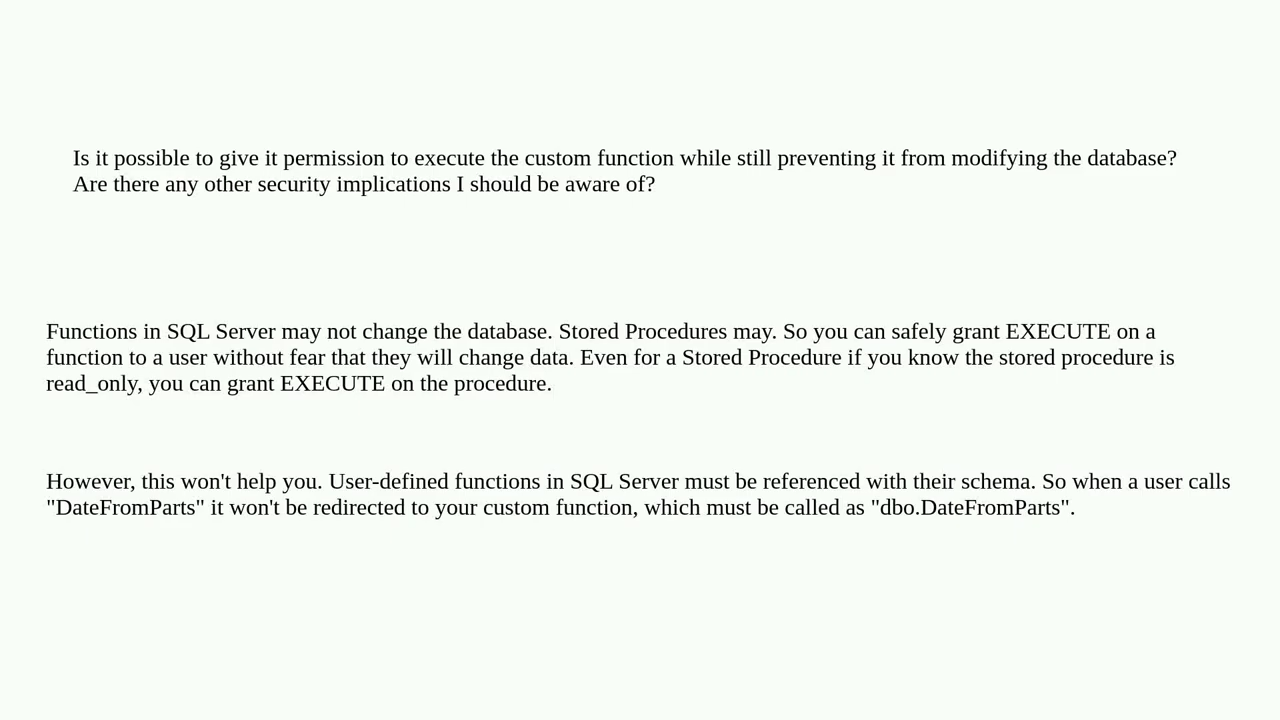 Is it possible to give it permission to execute the custom function while still preventing it from modifying the database?
Are there any other security implications I should be aware of?
Functions in SQL Server may not change the database. Stored Procedures may. So you can safely grant EXECUTE on a
function to a user without fear that they will change data. Even for a Stored Procedure if you know the stored procedure is
read_only, you can grant EXECUTE on the procedure.
However, this won't help you. User-defined functions in SQL Server must be referenced with their schema. So when a user calls
"DateFromParts" it won't be redirected to your custom function, which must be called as "dbo.DateFromParts".